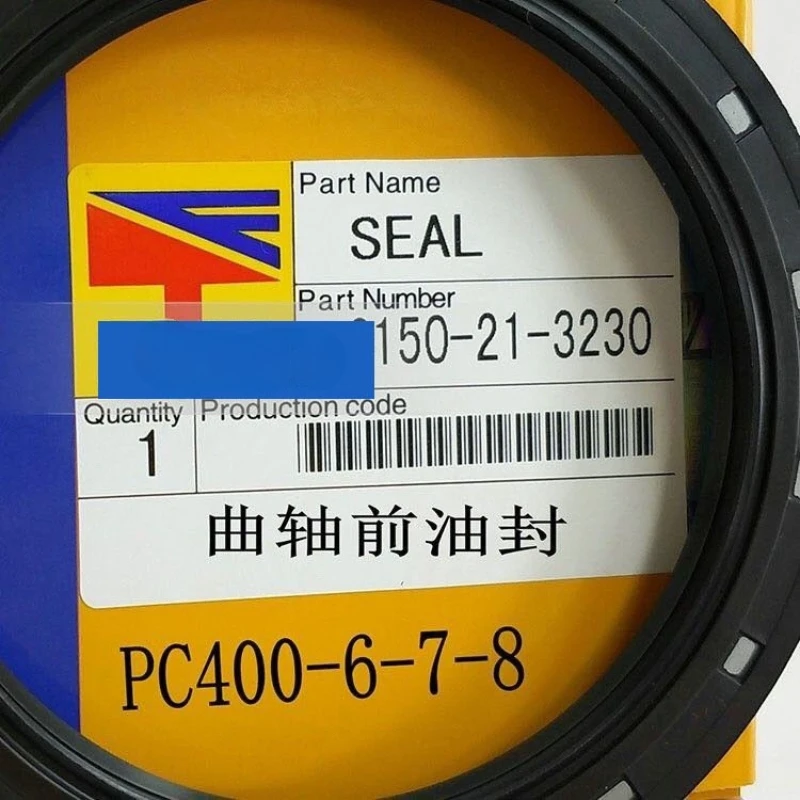 Part Name
SEAL
Part Number
150-21-3230
Quantity
1
Production code
曲轴前油封
PC400-6-7-8